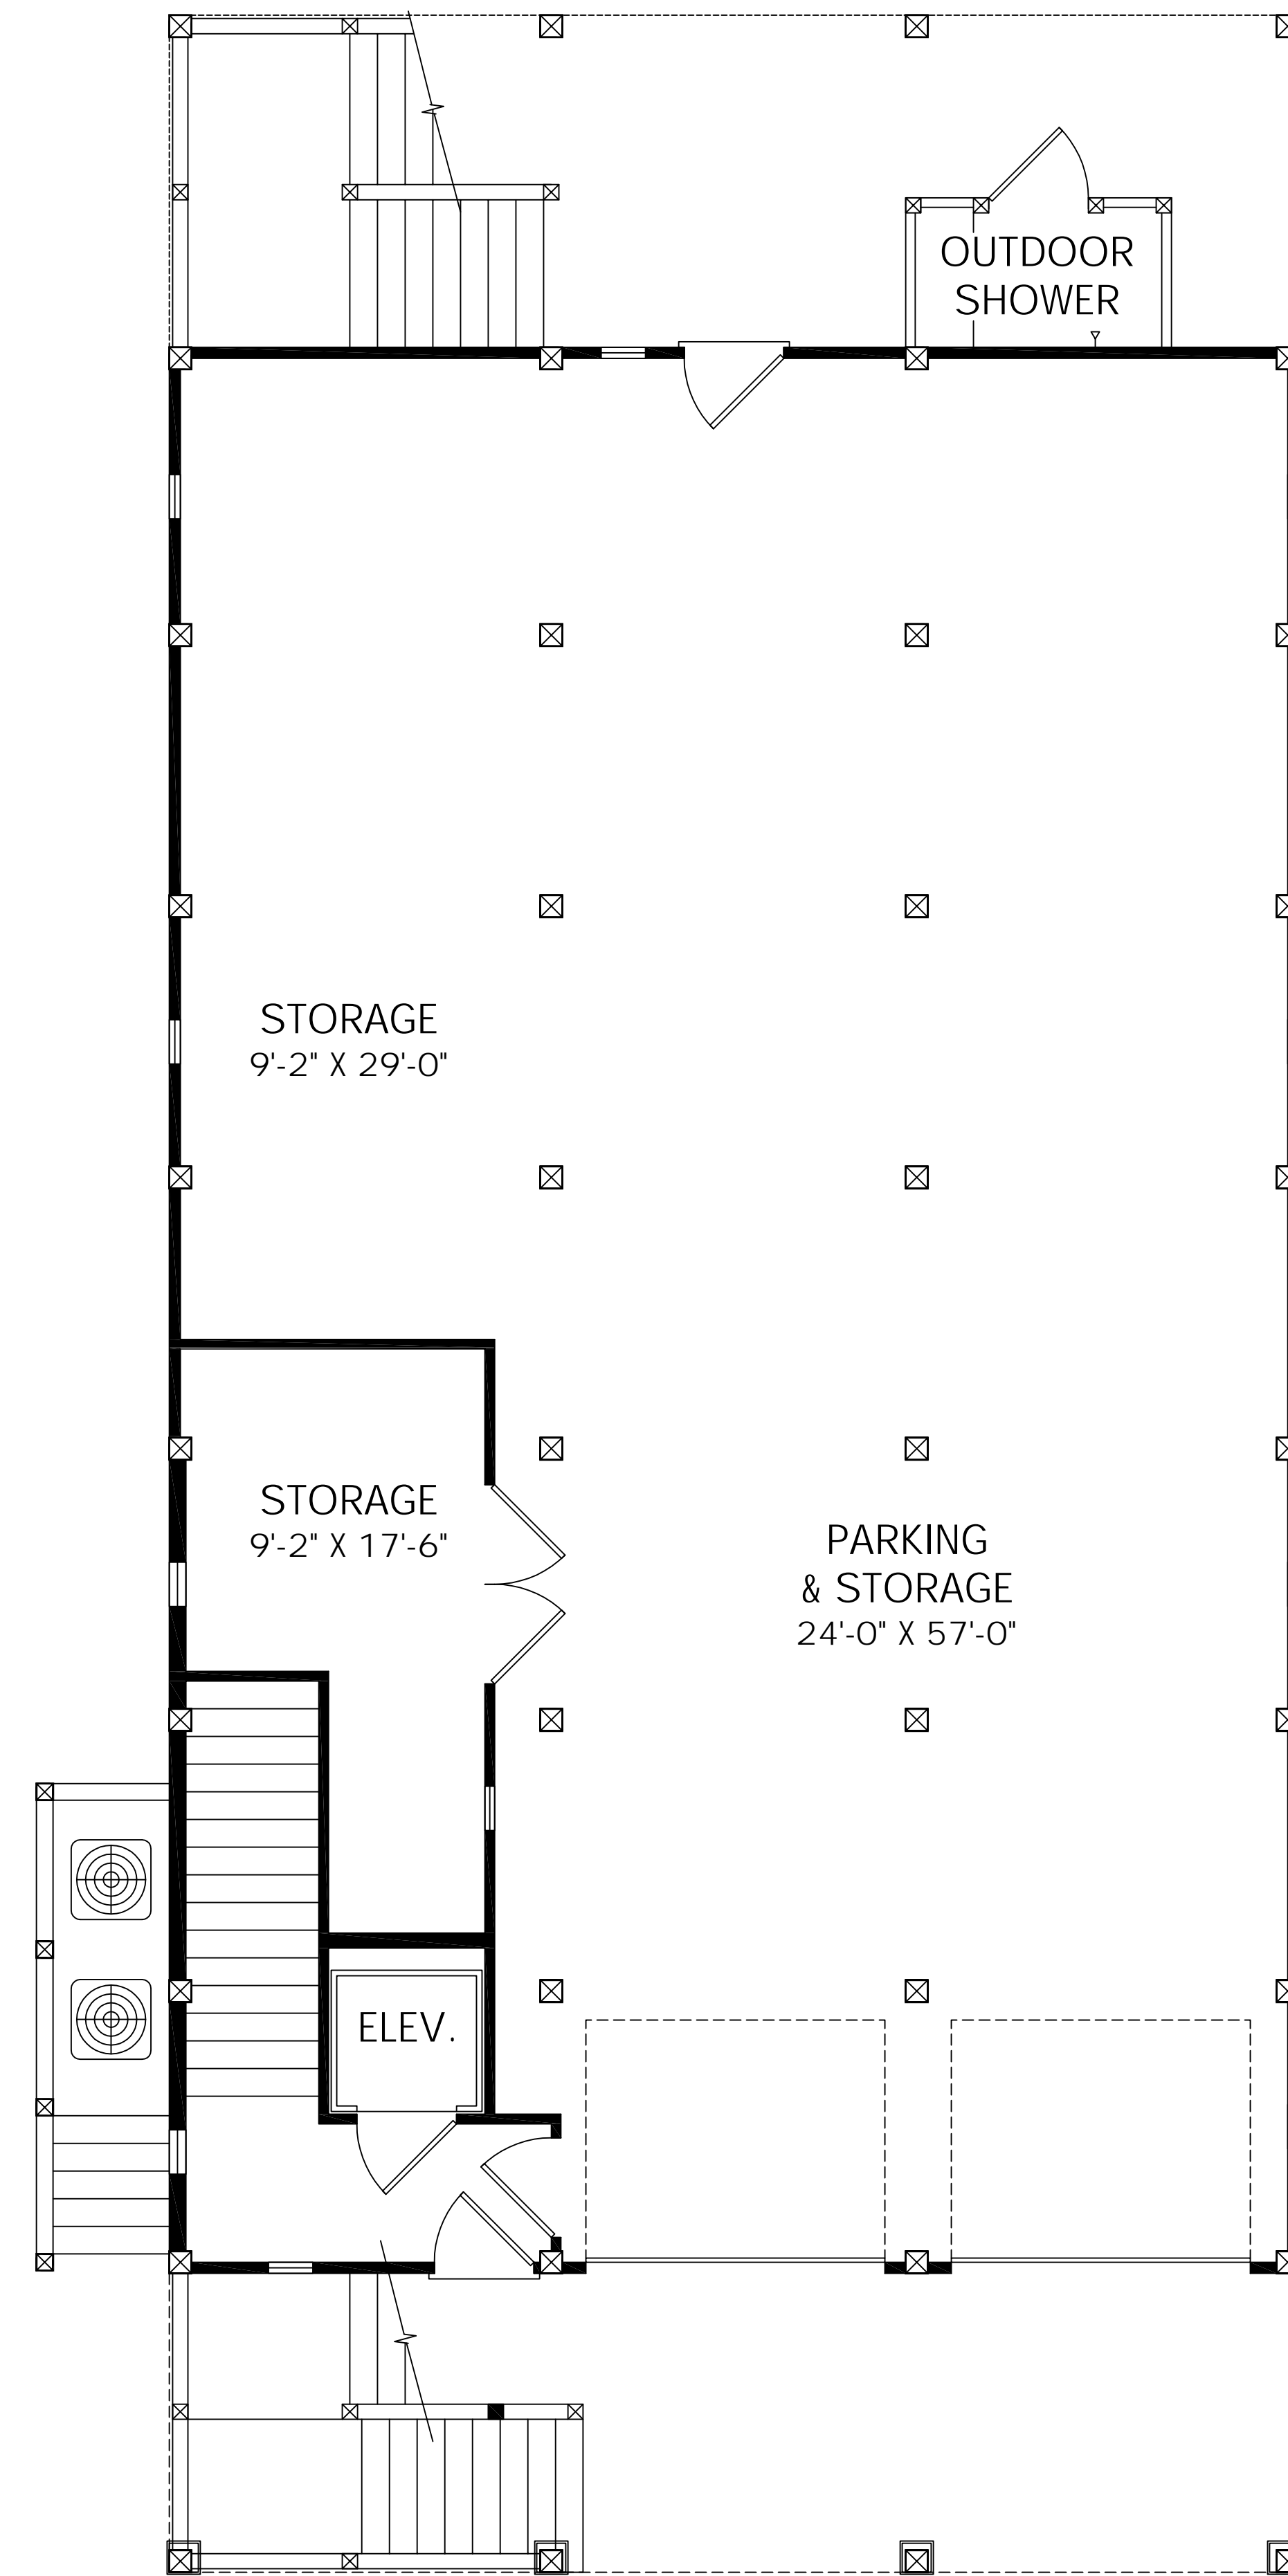 OUTDOOR
SHOWER
STORAGE
9'-2" X 29'-0"
STORAGE
9'-2" X 17'-6"
PARKING
& STORAGE
24'-0" X 57'-0"
ELEV.